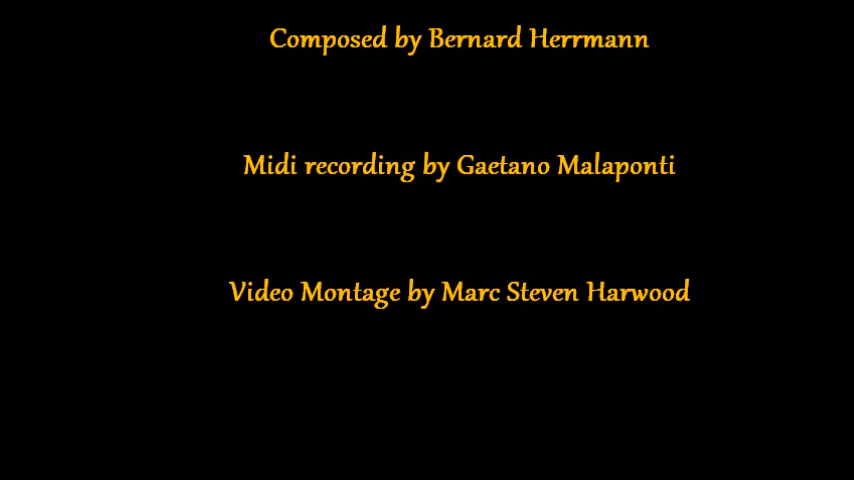 Composed by Bernard Herrmann
Midi recording by Gaetano Malaponti
Video Montage by Marc Steven Harwood